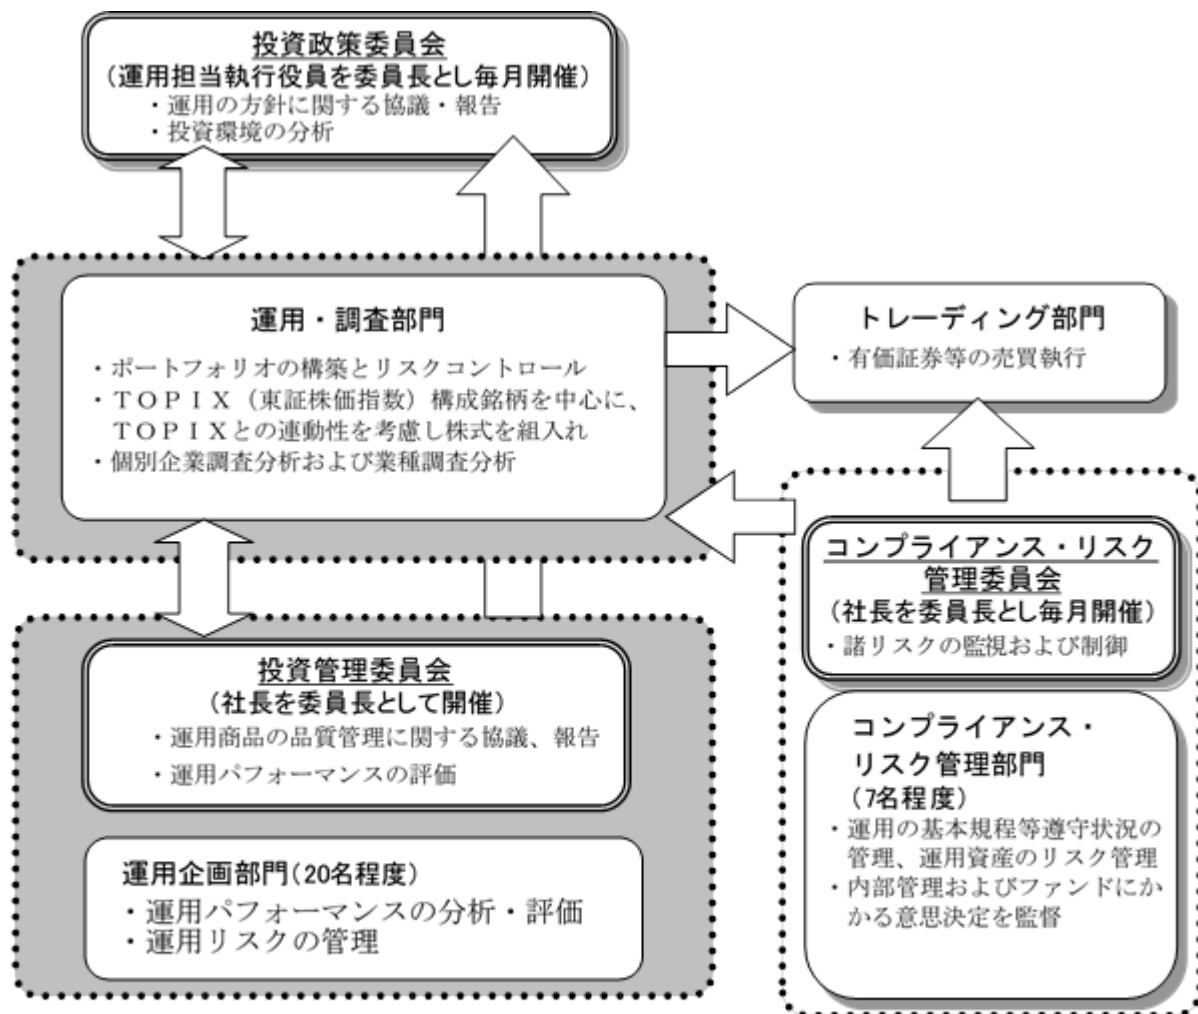 投資政策委員会
(運用担当執行役員を委員長とし毎月開催)
・運用の方針に関する協議・報告
・投資環境の分析
運用・調査部門
・ポートフォリオの構築とリスクコントロール
・ＴＯＰＩＸ（東証株価指数）構成銘柄を中心に、
ＴＯＰＩＸとの連動性を考慮し株式を組入れ
・個別企業調査分析および業種調査分析
トレーディング部門
・有価証券等の売買執行
コンプライアンス・リスク
管理委員会
(社長を委員長とし毎月開催)
・諸リスクの監視および制御
投資管理委員会
(社長を委員長として開催)
・運用商品の品質管理に関する協議、報告
・運用パフォーマンスの評価
運用企画部門(20名程度)
・運用パフォーマンスの分析・評価
・運用リスクの管理
コンプライアンス・
リスク管理部門
(7名程度)
・運用の基本規程等遵守状況の
管理、運用資産のリスク管理
・内部管理およびファンドにか
かる意思決定を監督